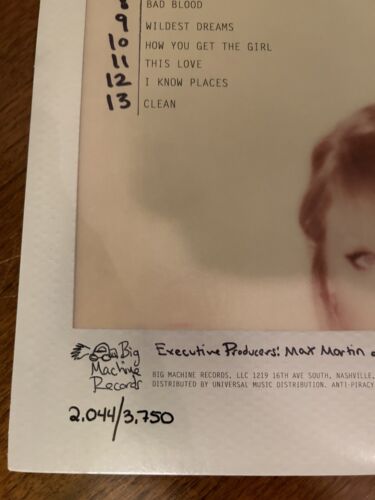 8 BAD BLOOD
9 WILDEST DREAMS
10 HOW YOU GET THE GIRL
11 THIS LOVE
12 I KNOW PLACES
13 CLEAN
a Big Machine Records
Executive Producers: Max Martin
BIG MACHINE RECORDS, LLC 1219 16TH AVE SOUTH, NASHVILLE,
DISTRIBUTED BY UNIVERSAL MUSIC DISTRIBUTION. ANTI-PIRACY
2,044/3,750